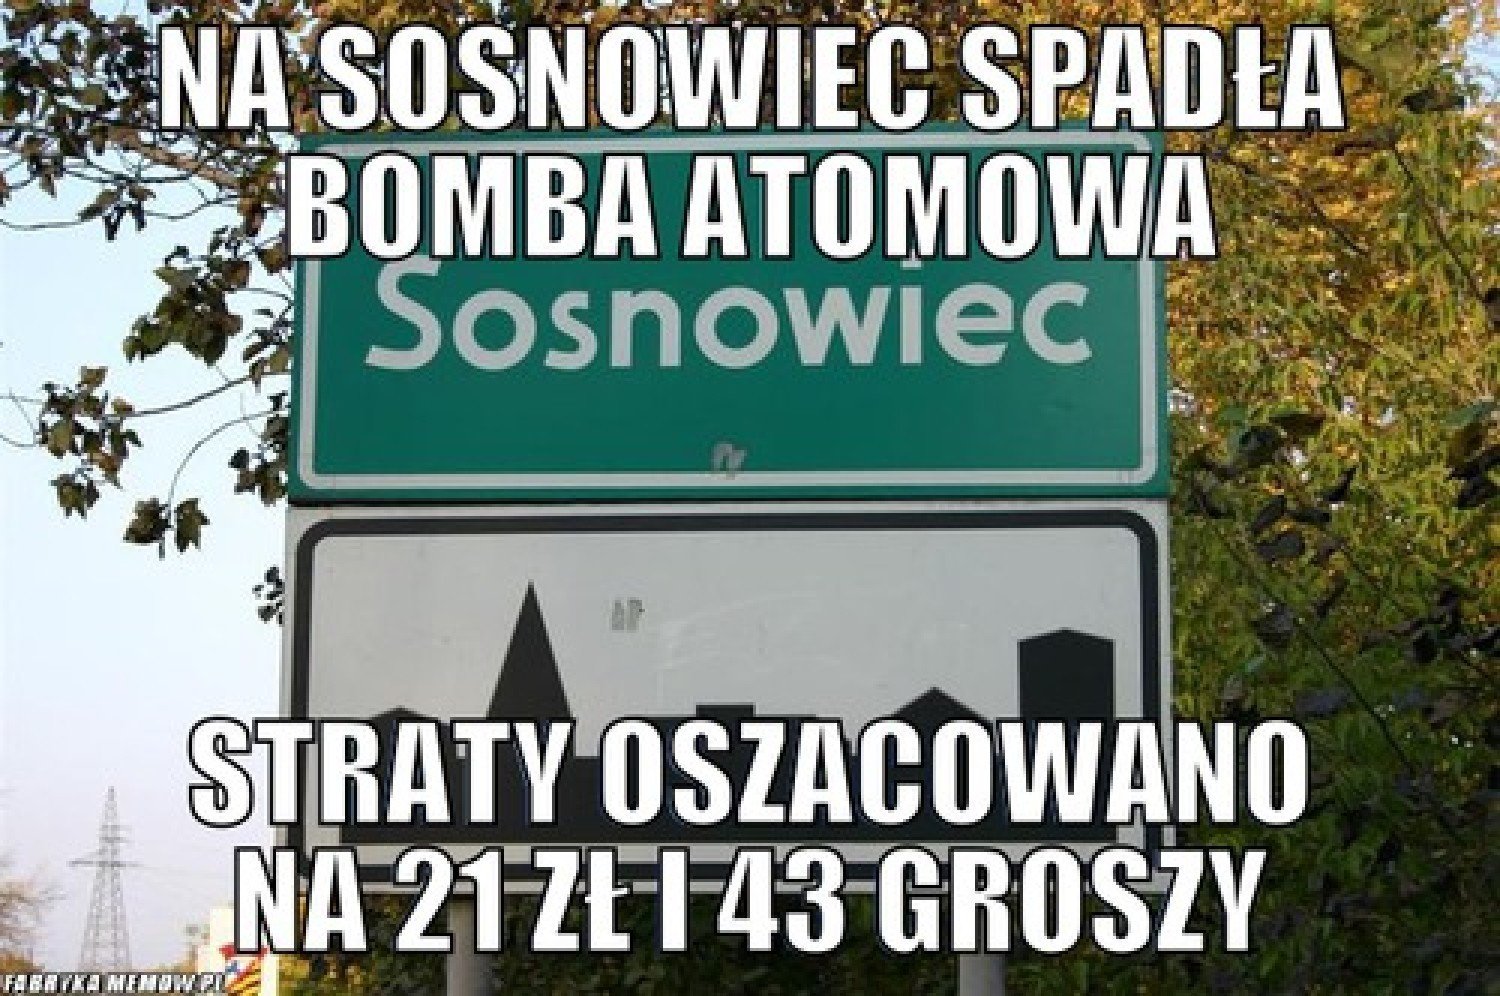 NA SOSNOWIEC SPADŁA
BOMBA ATOMOWA
Sosnowiec
STRATY OSZACOWANO
NA 21 ZŁ I 43 GROSZY
FABRYKA MEMOW.PL